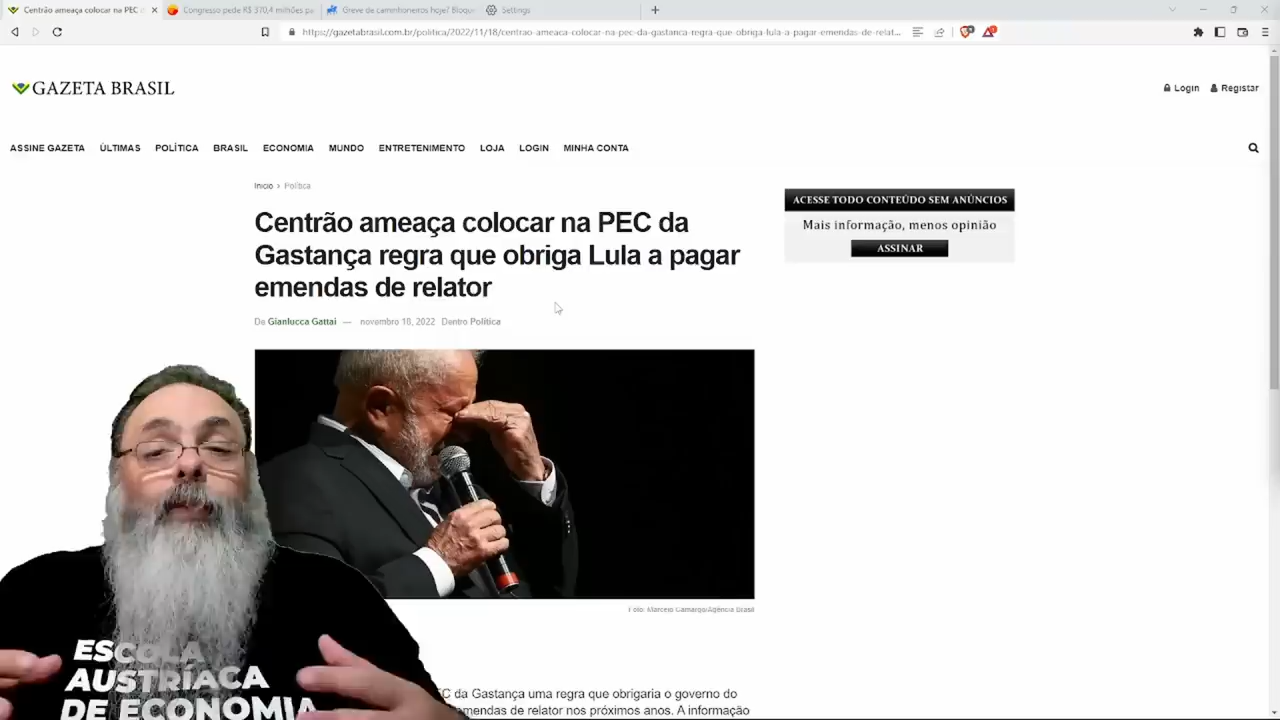 Centrão ameaça colocar na PEC d
Congresso pede R$ 370,4 milhões pa
Greve de caminhoneiros hoje? Bloque
Settings
https://gazetabrasil.com.br/politica/2022/11/18/centrao-ameaca-colocar-na-pec-da-gastanca-regra-que-obriga-lula-a-pagar-emendas-de-relat...
GAZETA BRASIL
Login Registar
ASSINE GAZETA ÚLTIMAS POLÍTICA BRASIL ECONOMIA MUNDO ENTRETENIMENTO LOJA LOGIN MINHA CONTA
Início > Política
Centrão ameaça colocar na PEC da
Gastança regra que obriga Lula a pagar
emendas de relator
De Gianlucca Gattai — novembro 18, 2022 Dentro Política
ACESSE TODO CONTEÚDO SEM ANÚNCIOS
Mais informação, menos opinião
ASSINAR
Foto: Marcelo Camargo/Agência Brasil
C da Gastança uma regra que obrigaria o governo do
emendas de relator nos próximos anos. A informação
ESCOLA
AUSTRÍACA
DE ECONOMIA